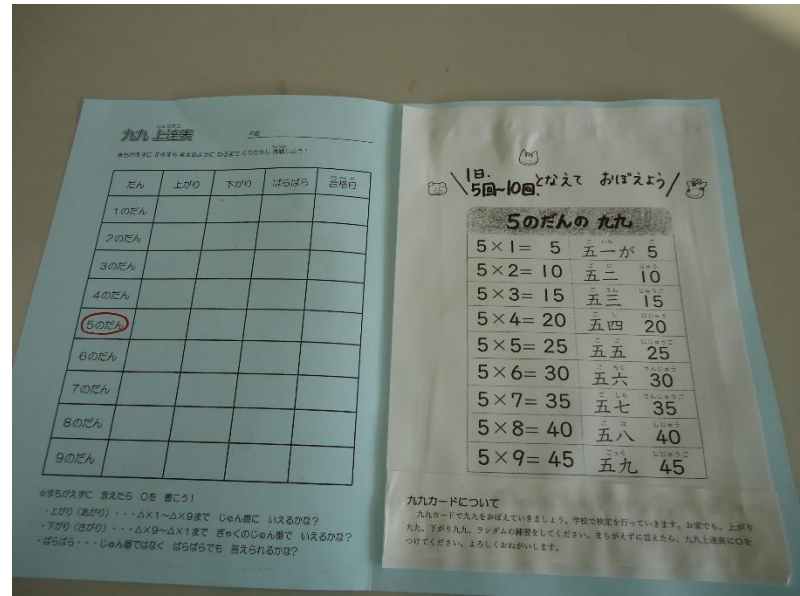 九九 上達表
名前
まちがえずに すらすら 言えるように なるまで くりかえし 挑戦しよう！
だん 上がり 下がり ばらばら 合格日
1のだん
2のだん
3のだん
4のだん
5のだん
6のだん
7のだん
8のだん
9のだん
☆まちがえずに 言えたら ○を 書こう！
・上がり（あがり）・・・△×1～△×9まで じゅん番に いえるかな？
・下がり（さがり）・・・△×9～△×1まで ぎゃくのじゅん番で いえるかな？
・ばらばら・・・じゅん番ではなく ばらばらでも 言えられるかな？
1日.
5回～10回. となえて おぼえよう
5のだんの 九九
5×1= 5 五一が 5
5×2= 10 五二 10
5×3= 15 五三 15
5×4= 20 五四 20
5×5= 25 五五 25
5×6= 30 五六 30
5×7= 35 五七 35
5×8= 40 五八 40
5×9= 45 五九 45
九九カードについて
九九カードで九九をおぼえていきましょう。学校で検定を行っていきます。お家でも、上がり
九九、下がり九九、ランダムの練習をしてください。まちがえずに言えたら、九九上達表に○を
つけてください。よろしくおねがいします。